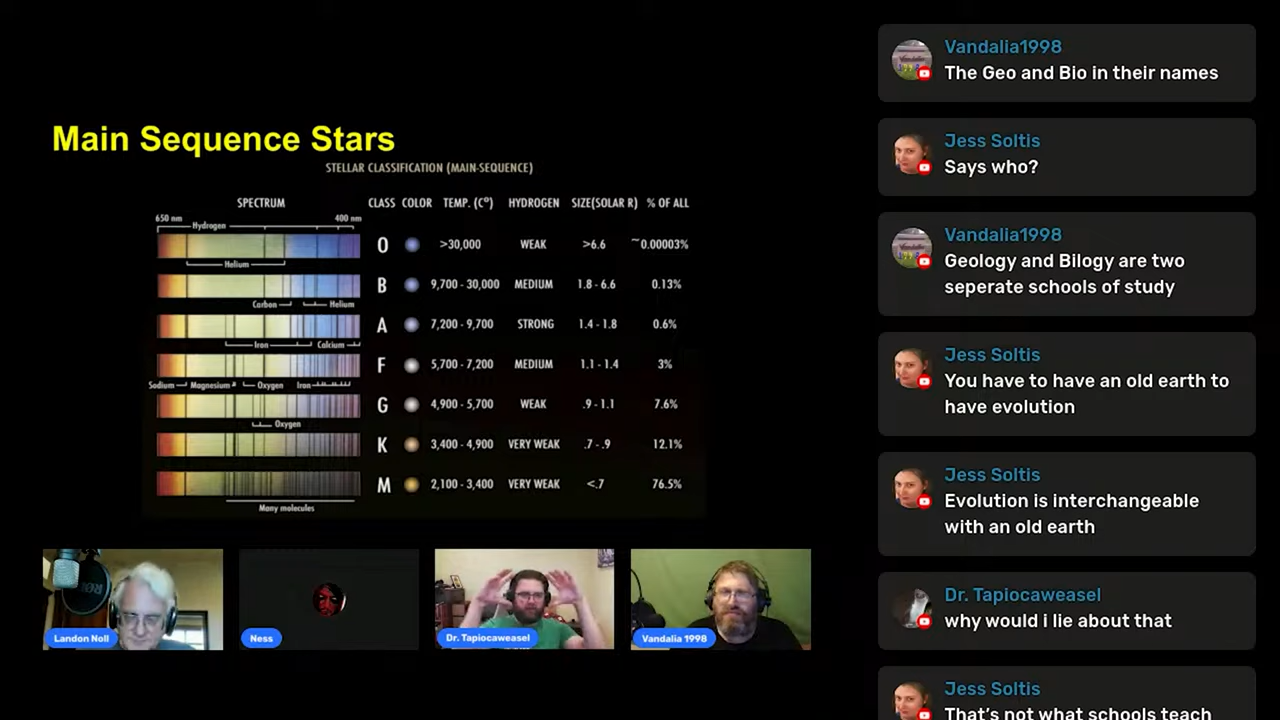 Main Sequence Stars
STELLAR CLASSIFICATION (MAIN-SEQUENCE)
SPECTRUM CLASS COLOR TEMP. (C°) HYDROGEN SIZE(SOLAR R) % OF ALL
650 nm 400 nm
Hydrogen
O >30,000 WEAK >6.6 ~0.00003%
Helium
B 9,700 - 30,000 MEDIUM 1.8 - 6.6 0.13%
Carbon Helium
A 7,200 - 9,700 STRONG 1.4 - 1.8 0.6%
Iron Calcium
F 5,700 - 7,200 MEDIUM 1.1 - 1.4 3%
Sodium Magnesium Oxygen Iron
G 4,900 - 5,700 WEAK .9 - 1.1 7.6%
Oxygen
K 3,400 - 4,900 VERY WEAK .7 - .9 12.1%
M 2,100 - 3,400 VERY WEAK <.7 76.5%
Many molecules
Landon Noll
Ness
Dr. Tapiocaweasel
Vandalia 1998
Vandalia1998
The Geo and Bio in their names
Jess Soltis
Says who?
Vandalia1998
Geology and Bilogy are two
seperate schools of study
Jess Soltis
You have to have an old earth to
have evolution
Jess Soltis
Evolution is interchangeable
with an old earth
Dr. Tapiocaweasel
why would i lie about that
Jess Soltis
That's not what schools teach